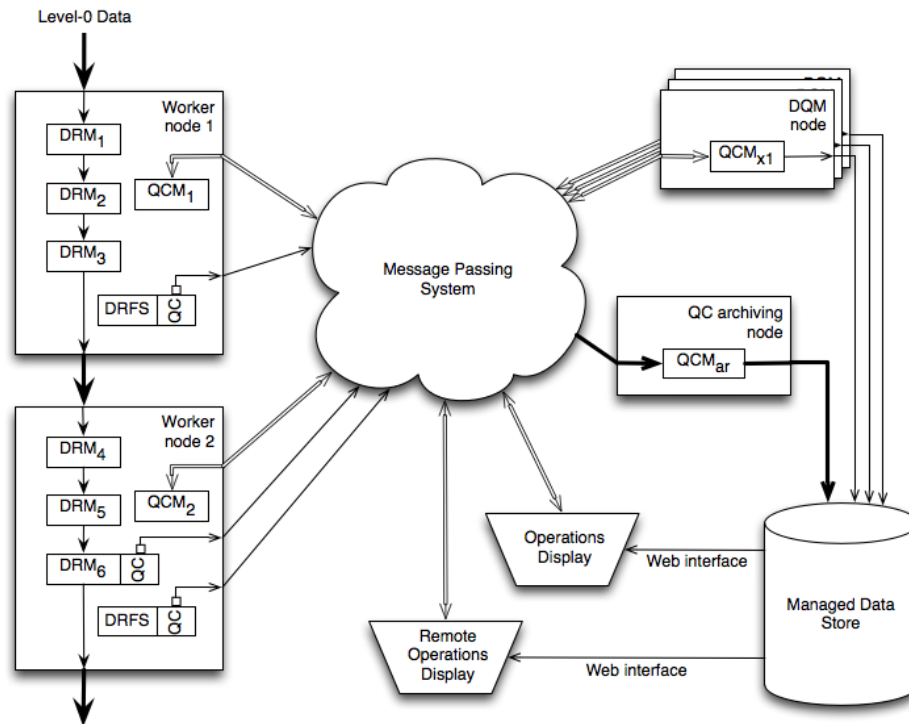 Level-0 Data
Worker
node 1
DRM1
QCM1
DRM2
DRM3
DRFS
QC
Worker
node 2
DRM4
QCM2
DRM5
DRM6
QC
DRFS
QC
Message Passing
System
DQM
node
QCMx1
QC archiving
node
QCMar
Operations
Display
Web interface
Remote
Operations
Display
Web interface
Managed Data
Store